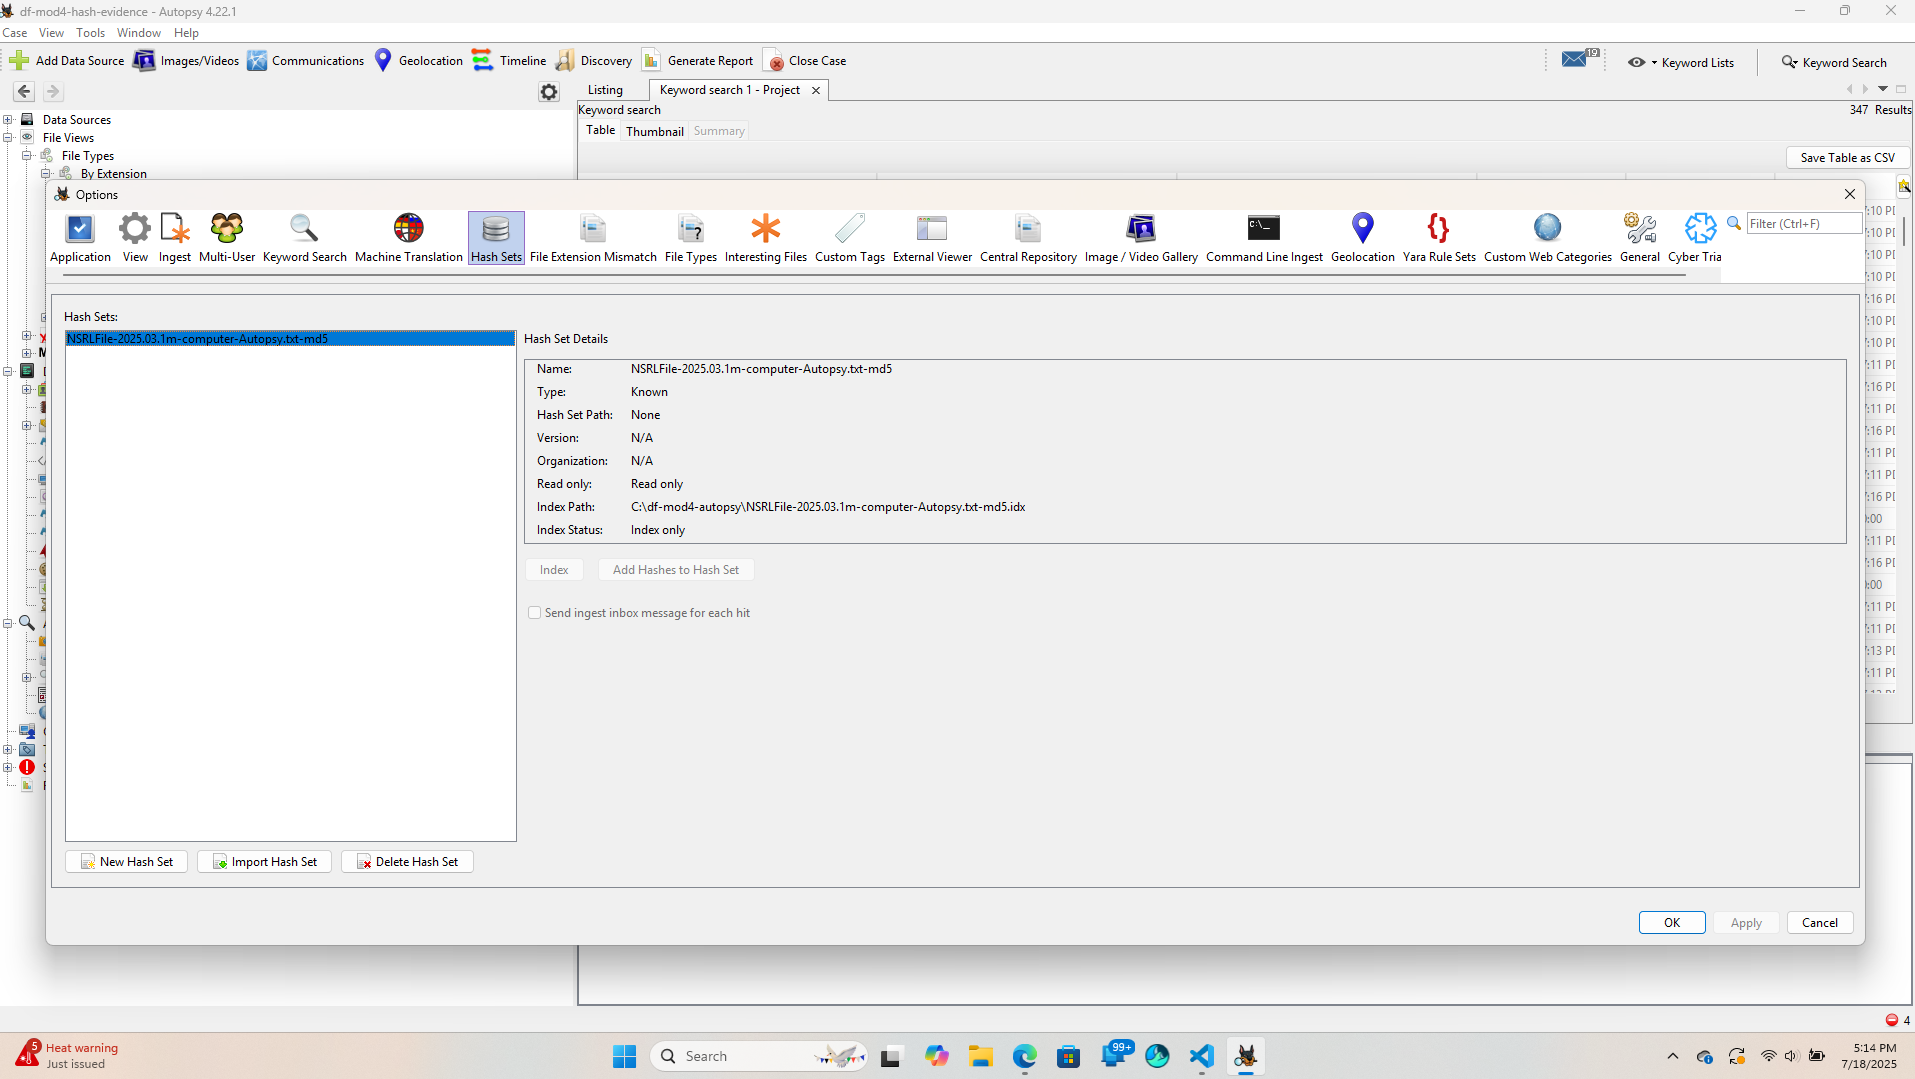 df-mod4-hash-evidence - Autopsy 4.22.1
Case View Tools Window Help
Add Data Source Images/Videos Communications Geolocation Timeline Discovery Generate Report Close Case 19 Keyword Lists Keyword Search
Listing Keyword search 1 - Project
Keyword search 347 Results
Table Thumbnail Summary
Save Table as CSV
Data Sources
File Views
File Types
By Extension
Options
Application View Ingest Multi-User Keyword Search Machine Translation Hash Sets File Extension Mismatch File Types Interesting Files Custom Tags External Viewer Central Repository Image / Video Gallery Command Line Ingest Geolocation Yara Rule Sets Custom Web Categories General Cyber Tria
Filter (Ctrl+F)
Hash Sets:
NSRLFile-2025.03.1m-computer-Autopsy.txt-md5
Hash Set Details
Name: NSRLFile-2025.03.1m-computer-Autopsy.txt-md5
Type: Known
Hash Set Path: None
Version: N/A
Organization: N/A
Read only: Read only
Index Path: C:\df-mod4-autopsy\NSRLFile-2025.03.1m-computer-Autopsy.txt-md5.idx
Index Status: Index only
Index Add Hashes to Hash Set
Send ingest inbox message for each hit
New Hash Set Import Hash Set Delete Hash Set
OK Apply Cancel
4
5 Heat warning
Just issued
Search
99+
5:14 PM
7/18/2025